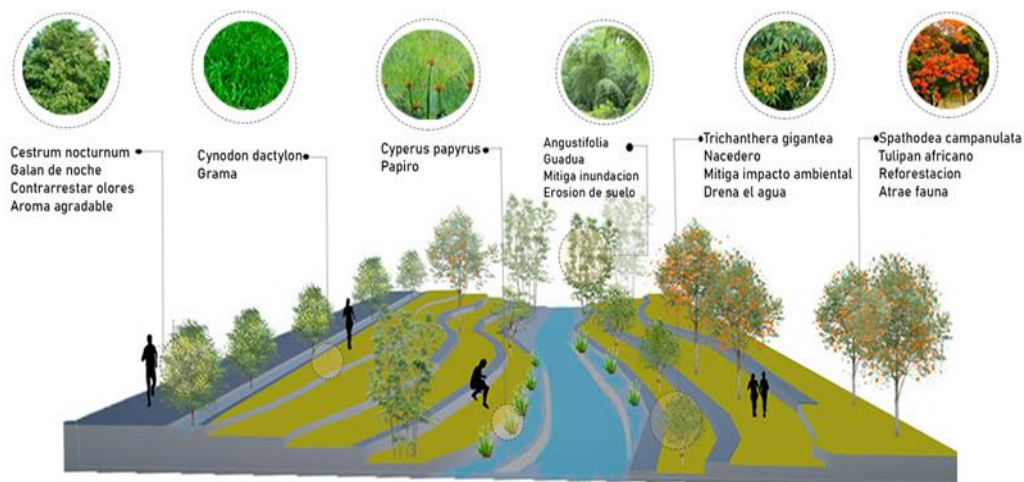 Cestrum nocturnum
Galan de noche
Contrarrestar olores
Aroma agradable
Cynodon dactylon
Grama
Cyperus papyrus
Papiro
Angustifolia
Guadua
Mitiga inundacion
Erosion de suelo
Trichanthera gigantea
Nacedero
Mitiga impacto ambiental
Drena el agua
Spathodea campanulata
Tulipan africano
Reforestacion
Atrae fauna